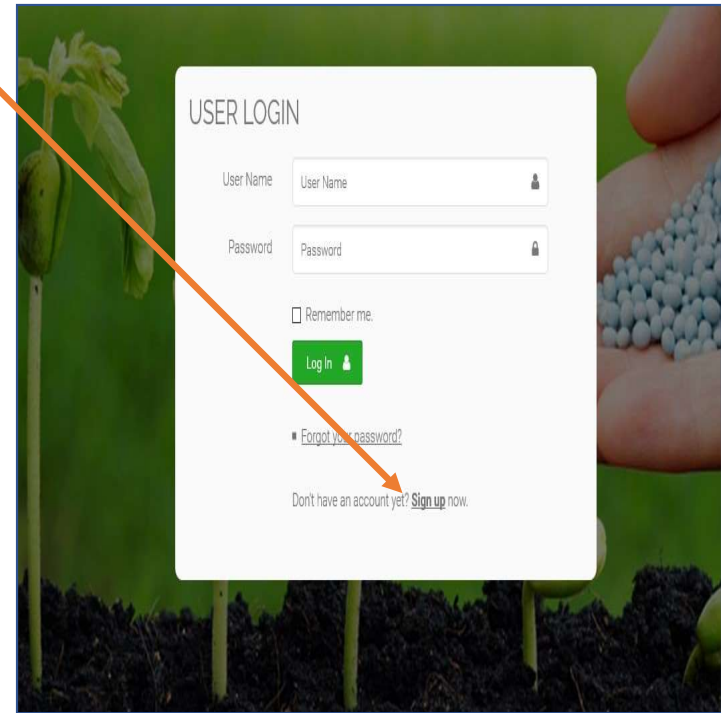 USER LOGIN
User Name User Name
Password Password
Remember me.
Log In
Forgot your password?
Don't have an account yet? Sign up now.